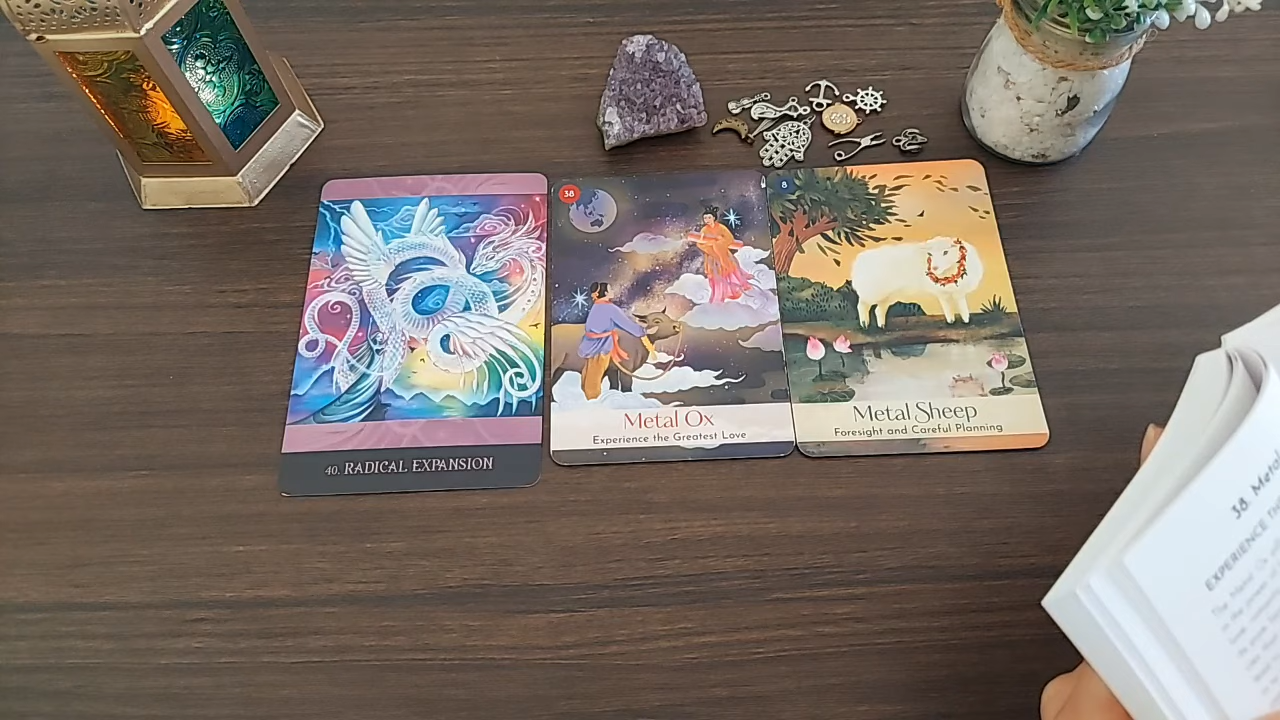 40. RADICAL EXPANSION
38
Metal Ox
Experience the Greatest Love
8
Metal Sheep
Foresight and Careful Planning
38. Metal
EXPERIENCE
The